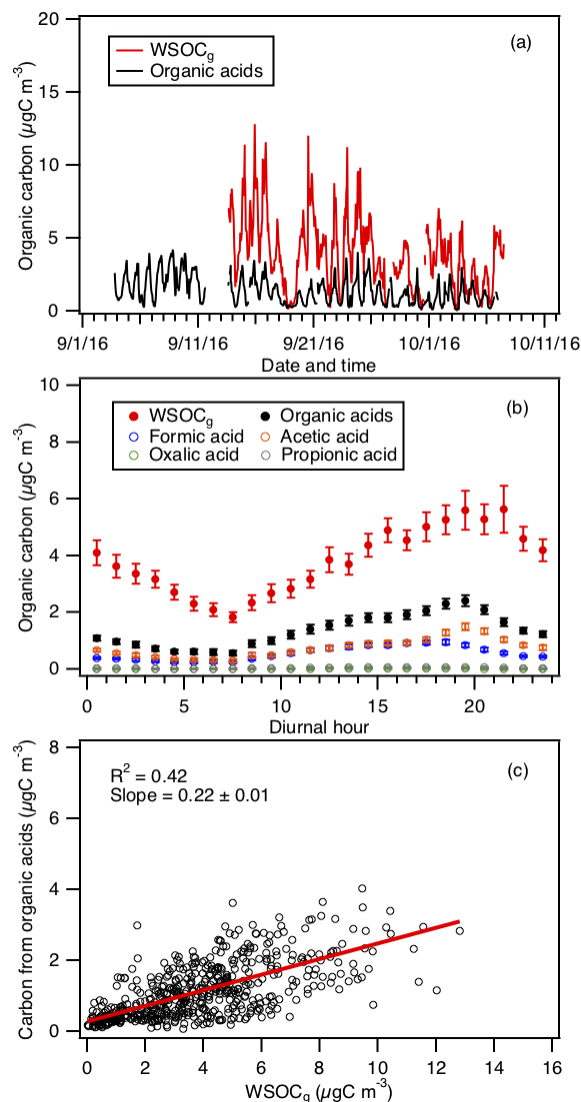 20
15
10
5
0
Organic carbon (µgC m-3)
WSOCg
Organic acids
(a)
9/1/16 9/11/16 9/21/16 10/1/16 10/11/16
Date and time
10
8
6
4
2
0
Organic carbon (µgC m-3)
WSOCg Organic acids
Formic acid Acetic acid
Oxalic acid Propionic acid
(b)
0 5 10 15 20
Diurnal hour
8
6
4
2
0
Carbon from organic acids (µgC m-3)
R2 = 0.42
Slope = 0.22 ± 0.01
(c)
0 2 4 6 8 10 12 14 16
WSOCg (µgC m-3)